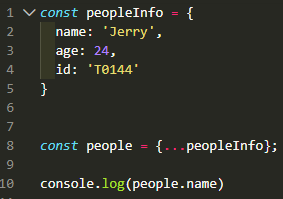 1 const peopleInfo = {
2 name: 'Jerry',
3 age: 24,
4 id: 'T0144'
5 }
6
7
8 const people = {...peopleInfo};
9
10 console.log(people.name)